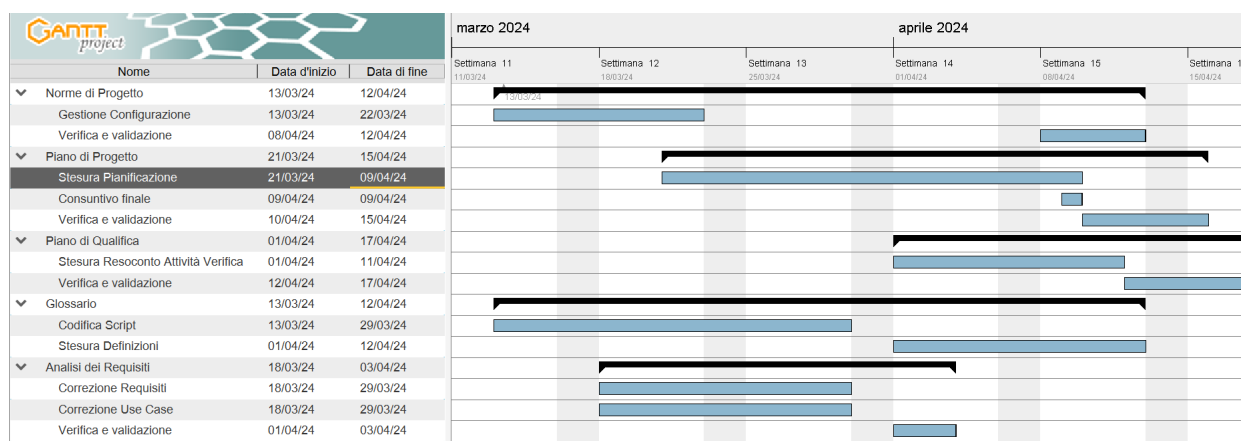 GANTT
project
marzo 2024 aprile 2024
Settimana 11 Settimana 12 Settimana 13 Settimana 14 Settimana 15 Settimana 1
11/03/24 18/03/24 25/03/24 01/04/24 08/04/24 15/04/24
Nome Data d'inizio Data di fine
Norme di Progetto 13/03/24 12/04/24
13/03/24
Gestione Configurazione 13/03/24 22/03/24
Verifica e validazione 08/04/24 12/04/24
Piano di Progetto 21/03/24 15/04/24
Stesura Pianificazione 21/03/24 09/04/24
Consuntivo finale 09/04/24 09/04/24
Verifica e validazione 10/04/24 15/04/24
Piano di Qualifica 01/04/24 17/04/24
Stesura Resoconto Attività Verifica 01/04/24 11/04/24
Verifica e validazione 12/04/24 17/04/24
Glossario 13/03/24 12/04/24
Codifica Script 13/03/24 29/03/24
Stesura Definizioni 01/04/24 12/04/24
Analisi dei Requisiti 18/03/24 03/04/24
Correzione Requisiti 18/03/24 29/03/24
Correzione Use Case 18/03/24 29/03/24
Verifica e validazione 01/04/24 03/04/24